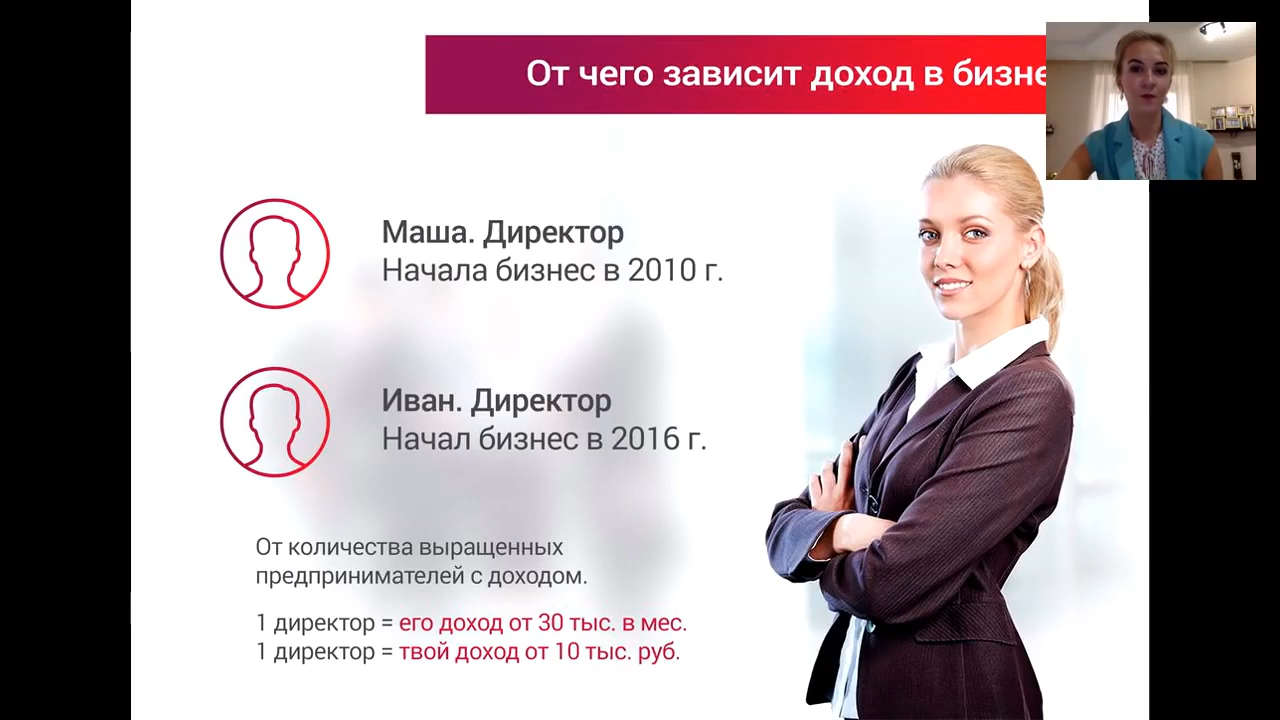 От чего зависит доход в бизне
Маша. Директор
Начала бизнес в 2010 г.
Иван. Директор
Начал бизнес в 2016 г.
От количества выращенных
предпринимателей с доходом.
1 директор = его доход от 30 тыс. в мес.
1 директор = твой доход от 10 тыс. руб.